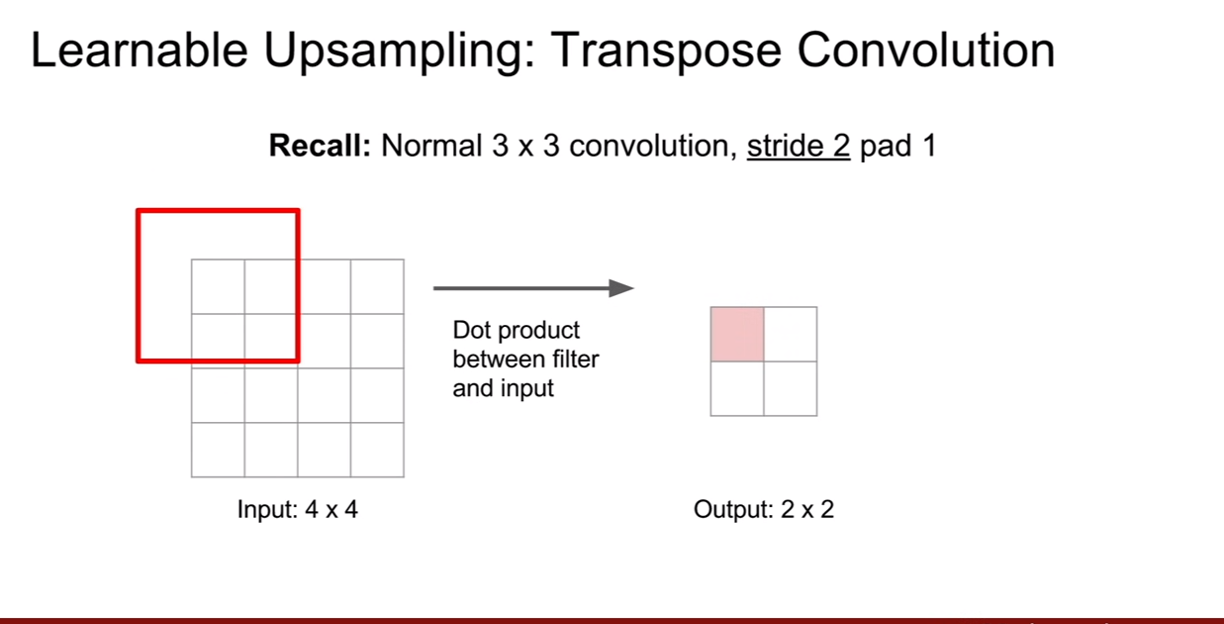 Learnable Upsampling: Transpose Convolution
Recall: Normal 3 x 3 convolution, stride 2 pad 1
Dot product
between filter
and input
Input: 4 x 4
Output: 2 x 2